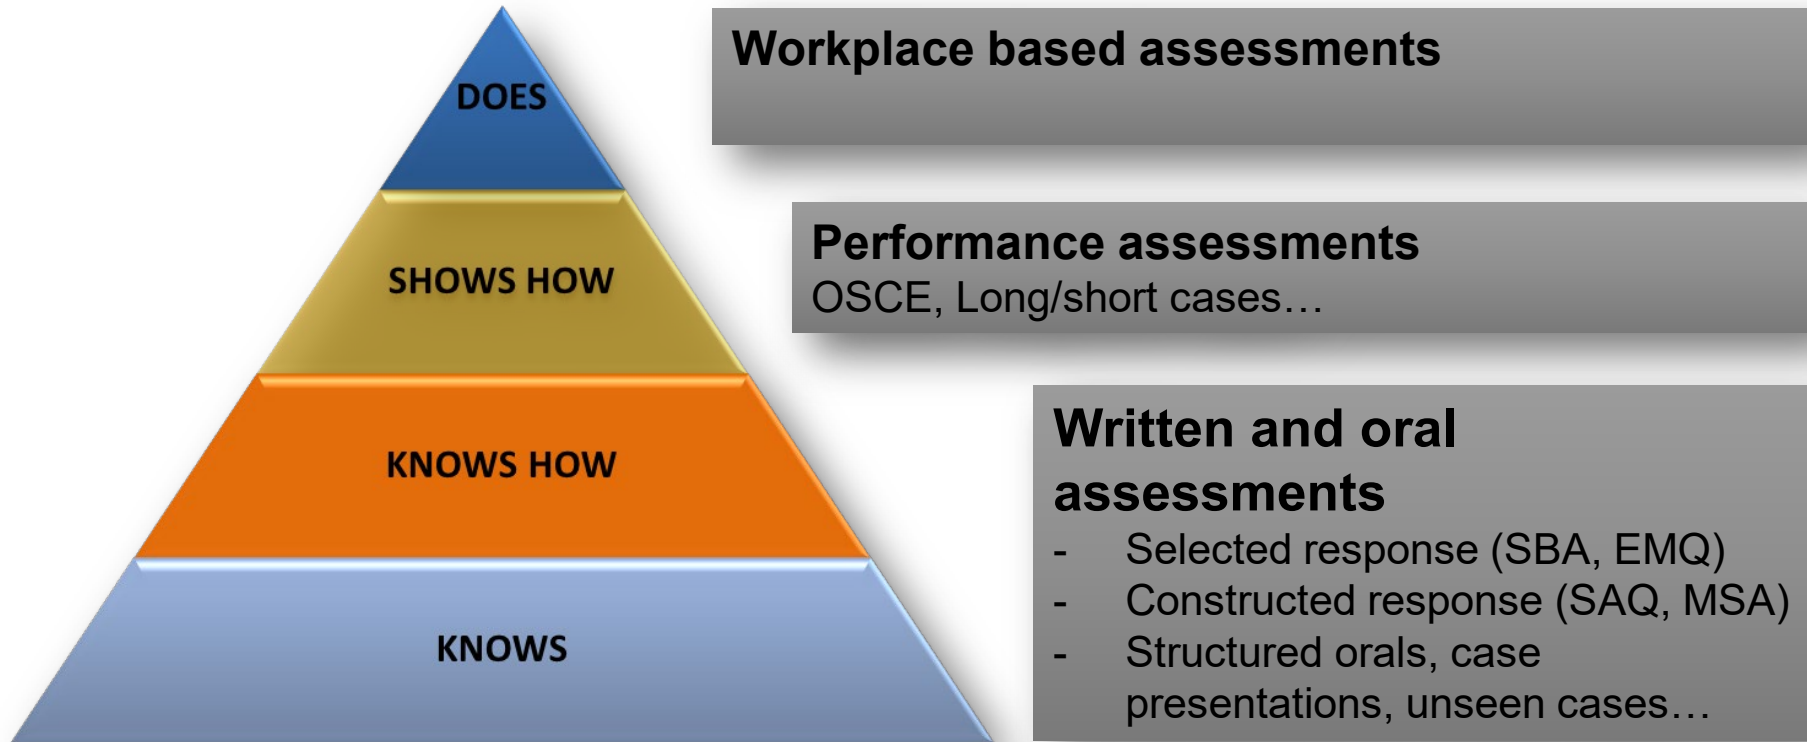 DOES
Workplace based assessments
SHOWS HOW
Performance assessments
OSCE, Long/short cases…
KNOWS HOW
Written and oral
assessments
- Selected response (SBA, EMQ)
- Constructed response (SAQ, MSA)
- Structured orals, case
presentations, unseen cases…
KNOWS